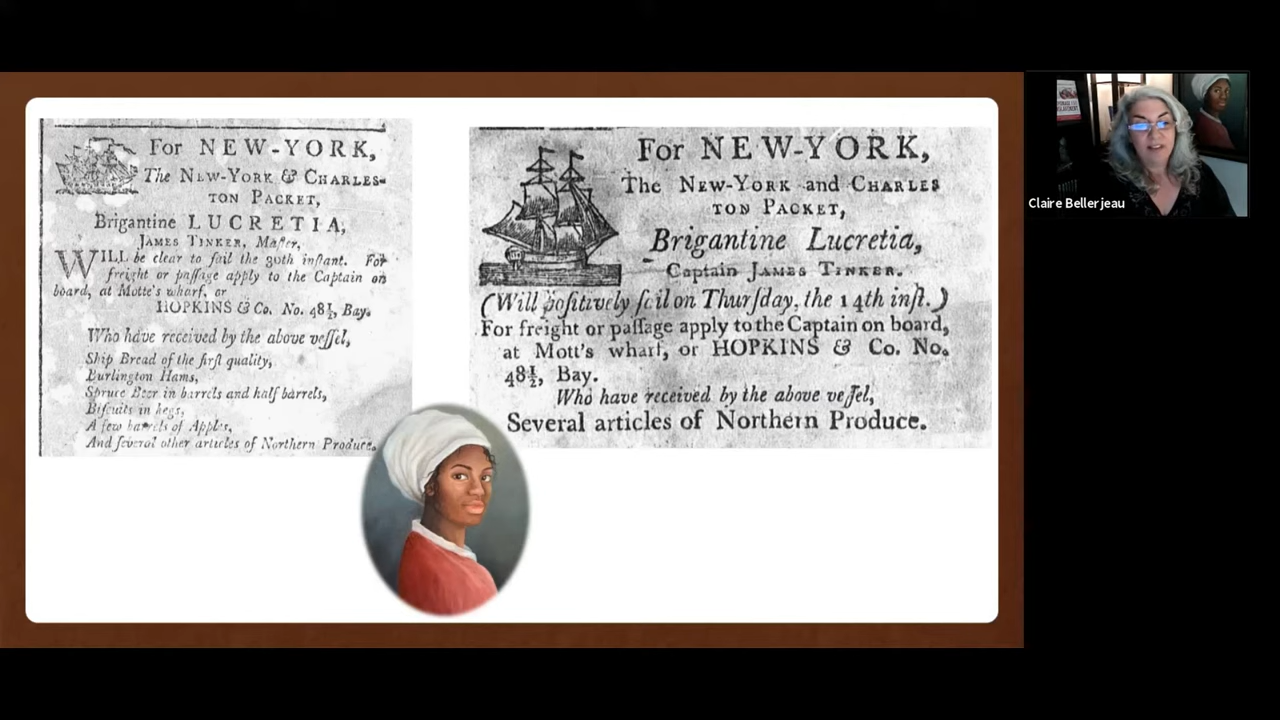 For NEW-YORK,
The NEW-YORK & CHARLES-
TON PACKET,
Brigantine LUCRETIA,
JAMES TINKER, Maſter,
WILL be clear to ſail the 30th inſtant. For
freight or paſſage apply to the Captain on
board, at Motte's wharf, or
HOPKINS & Co. No. 48½, Bay.
Who have received by the above veſſel,
Ship Bread of the firſt quality,
Burlington Hams,
Spruce Beer in barrels and half barrels,
Biſcuits in kegs,
A few barrels of Apples,
And ſeveral other articles of Northern Produce.
For NEW-YORK,
The NEW-YORK and CHARLES
TON PACKET,
Brigantine Lucretia,
Captain JAMES TINKER.
(Will poſitively ſail on Thurſday, the 14th inſt.)
For freight or paſſage apply to the Captain on board,
at Mott's wharf, or HOPKINS & Co. No.
48½, Bay.
Who have received by the above veſſel,
Several articles of Northern Produce.
Claire Bellerjeau